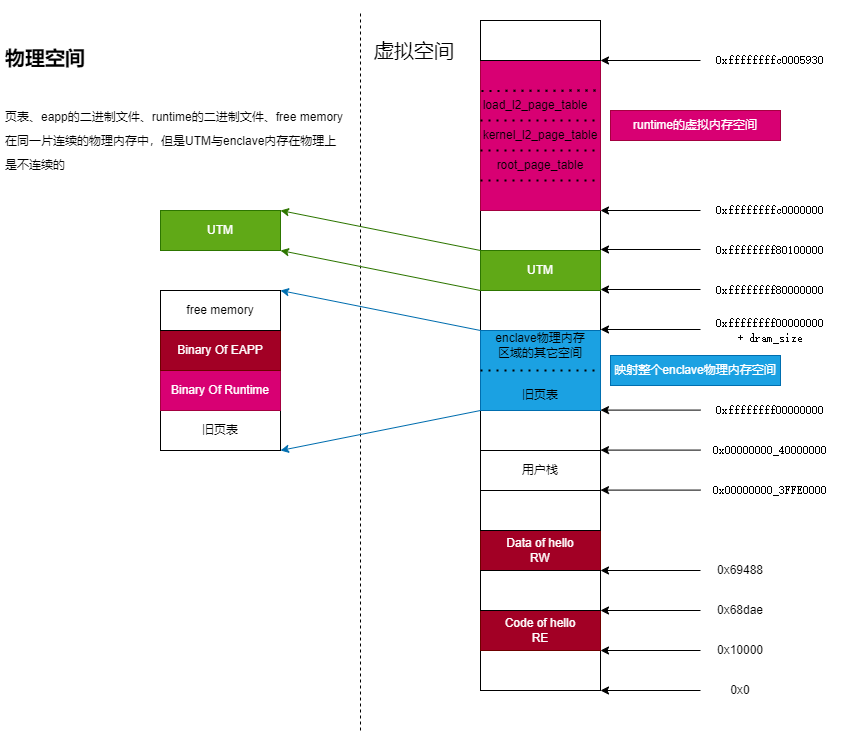 物理空间
页表、eapp的二进制文件、runtime的二进制文件、free memory
在同一片连续的物理内存中，但是UTM与enclave内存在物理上
是不连续的
UTM
free memory
Binary Of EAPP
Binary Of Runtime
旧页表
虚拟空间
0xffffffffc0005930
load_l2_page_table
kernel_l2_page_table
root_page_table
runtime的虚拟内存空间
0xffffffffc0000000
0xffffffff80100000
UTM
0xffffffff80000000
0xffffffff00000000
+ dram_size
enclave物理内存
区域的其它空间
映射整个enclave物理内存空间
旧页表
0xffffffff00000000
0x00000000_40000000
用户栈
0x00000000_3FFE0000
Data of hello
RW
0x69488
0x68dae
Code of hello
RE
0x10000
0x0